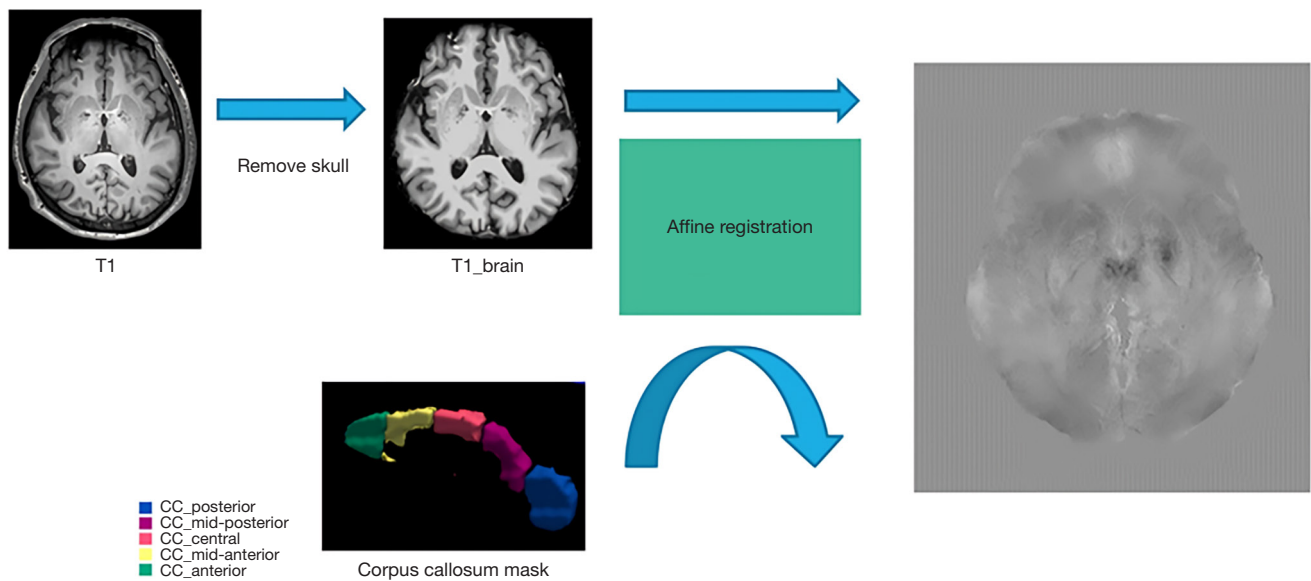 Remove skull
Affine registration
T1
T1_brain
CC_posterior
CC_mid-posterior
CC_central
CC_mid-anterior
CC_anterior
Corpus callosum mask